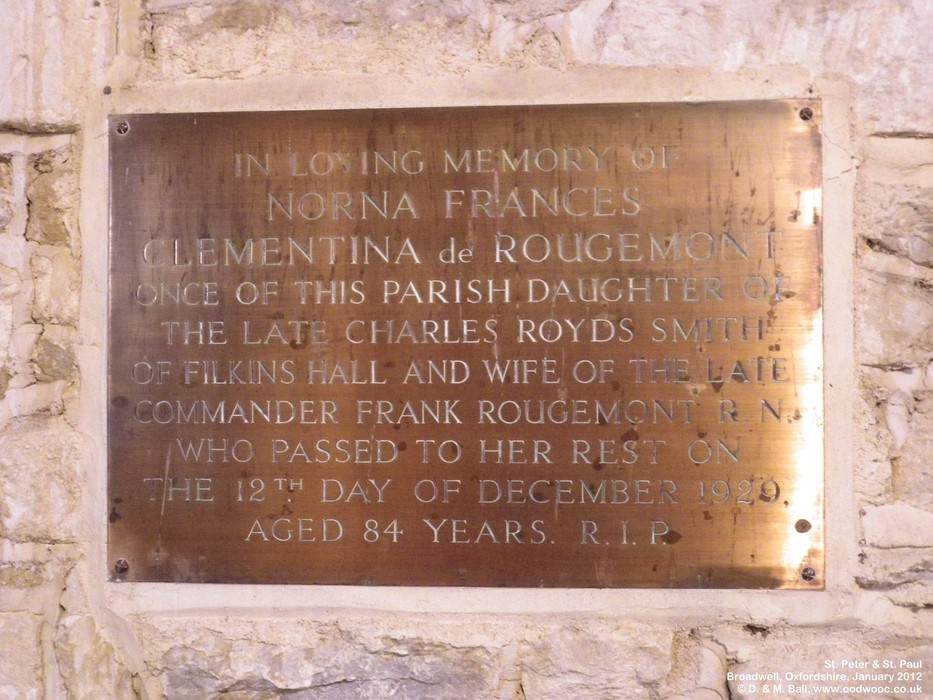 IN LOVING MEMORY OF
NORNA FRANCES
CLEMENTINA de ROUGEMONT
ONCE OF THIS PARISH DAUGHTER OF
THE LATE CHARLES ROYDS SMITH
OF FILKINS HALL AND WIFE OF THE LATE
COMMANDER FRANK ROUGEMONT R.N.
WHO PASSED TO HER REST ON
THE 12TH DAY OF DECEMBER 1929,
AGED 84 YEARS. R.I.P.
St. Peter & St. Paul
Broadwell, Oxfordshire, January 2012
© D. & M. Ball, www.oodwooc.co.uk